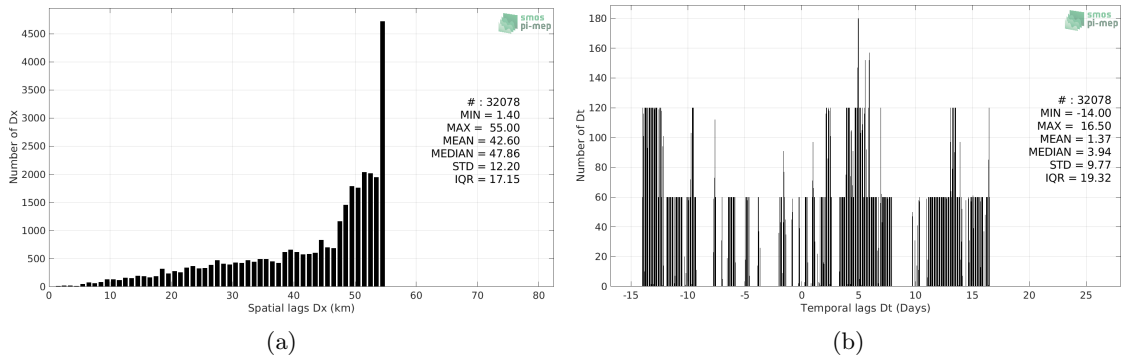 smos
pi-mep
4500
4000
3500
3000
2500
2000
1500
1000
500
0
Number of Dx
# : 32078
MIN = 1.40
MAX = 55.00
MEAN = 42.60
MEDIAN = 47.86
STD = 12.20
IQR = 17.15
0 10 20 30 40 50 60 70 80
Spatial lags Dx (km)
(a)
smos
pi-mep
180
160
140
120
100
80
60
40
20
0
Number of Dt
# : 32078
MIN = -14.00
MAX = 16.50
MEAN = 1.37
MEDIAN = 3.94
STD = 9.77
IQR = 19.32
-15 -10 -5 0 5 10 15 20 25
Temporal lags Dt (Days)
(b)